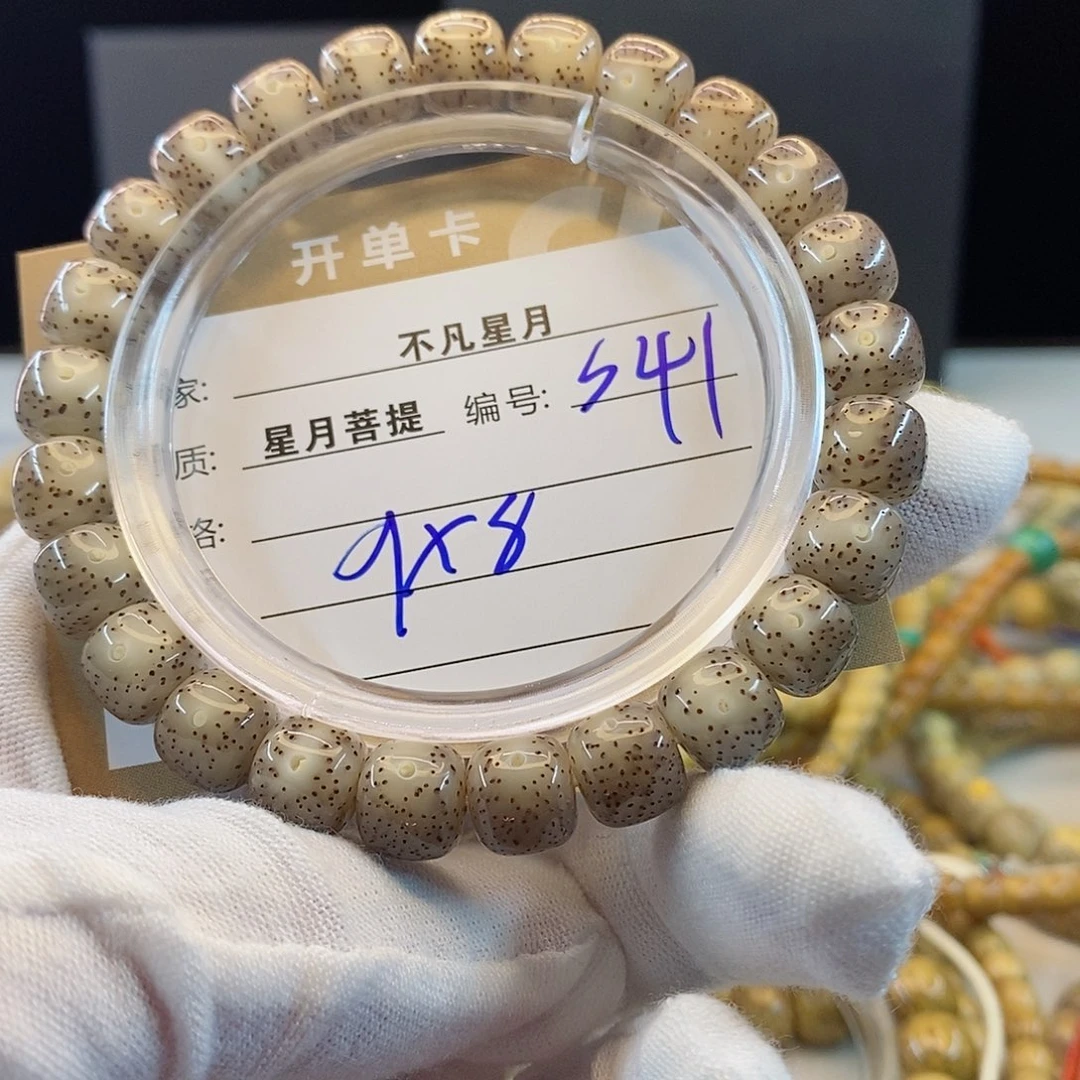 开单卡
家: 不凡星月
质: 星月菩提 编号: 541
格: 9x8